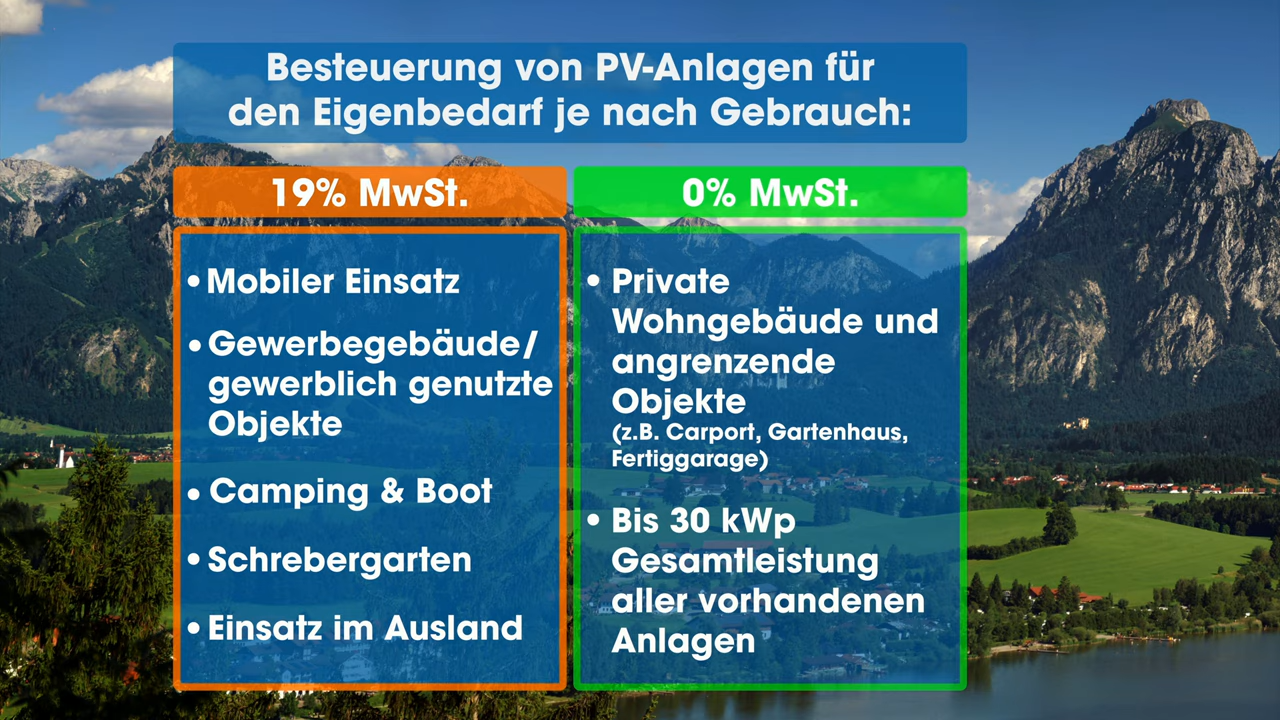 Besteuerung von PV-Anlagen für
den Eigenbedarf je nach Gebrauch:
19% MwSt.
• Mobiler Einsatz
• Gewerbegebäude/
gewerblich genutzte
Objekte
• Camping & Boot
• Schrebergarten
• Einsatz im Ausland
0% MwSt.
• Private
Wohngebäude und
angrenzende
Objekte
(z.B. Carport, Gartenhaus,
Fertiggarage)
• Bis 30 kWp
Gesamtleistung
aller vorhandenen
Anlagen